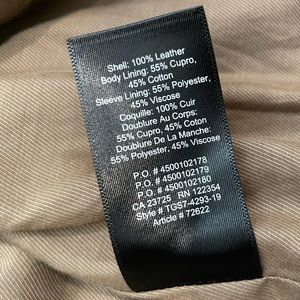 Shell: 100% Leather
Body Lining: 55% Cupro,
45% Cotton
Sleeve Lining: 55% Polyester,
45% Viscose
Coquille: 100% Cuir
Doublure Au Corps:
55% Cupro, 45% Coton
Doublure De La Manche:
55% Polyester, 45% Viscose
P.O. # 4500102178
P.O. # 4500102179
P.O. # 4500102180
CA 23725 RN 122354
Style # TGS7-4293-19
Article # 72622